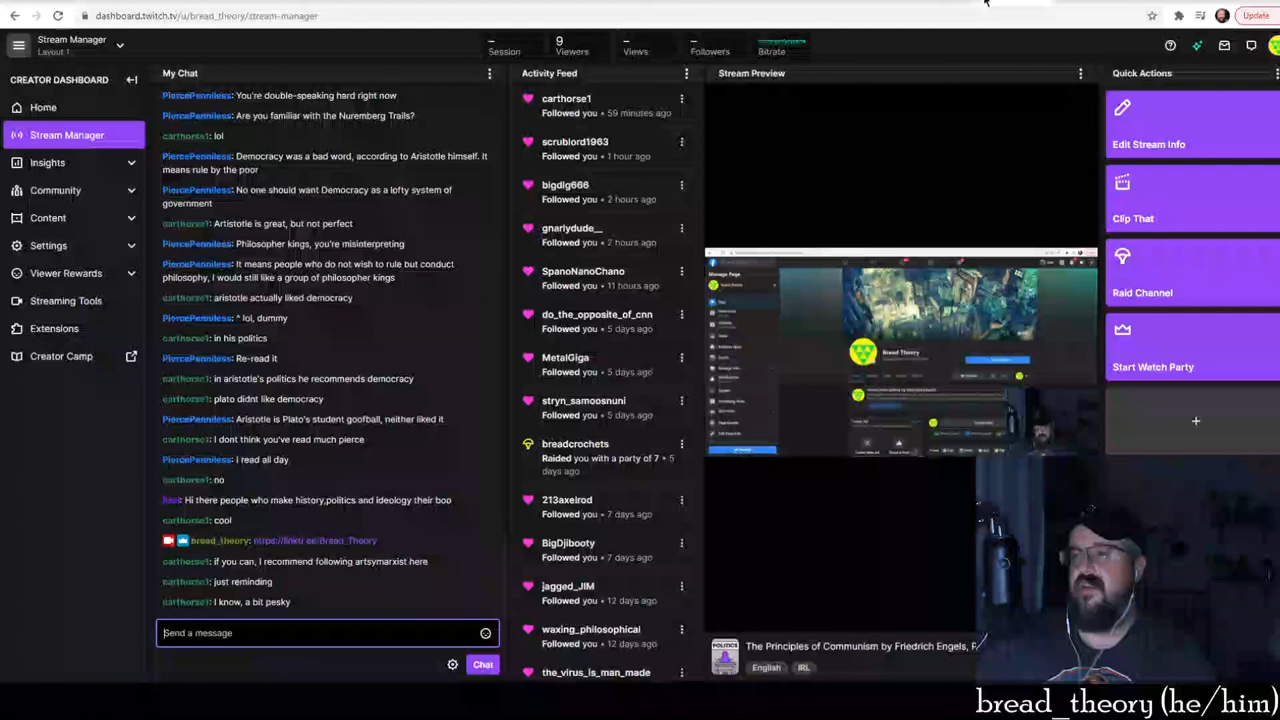 dashboard.twitch.tv/u/bread_theory/stream-manager
Update
Stream Manager
Layout 1
Session
9
Viewers
Views
Followers
Bitrate
CREATOR DASHBOARD
Home
Stream Manager
Insights
Community
Content
Settings
Viewer Rewards
Streaming Tools
Extensions
Creator Camp
My Chat
PiercePenniless: You're double-speaking hard right now
PiercePenniless: Are you familiar with the Nuremberg Trails?
carthorse1: lol
PiercePenniless: Democracy was a bad word, according to Aristotle himself. It
means rule by the poor
PiercePenniless: No one should want Democracy as a lofty system of
government
carthorse1: Artistotle is great, but not perfect
PiercePenniless: Philosopher kings, you're misinterpreting
PiercePenniless: It means people who do not wish to rule but conduct
philosophy, I would still like a group of philosopher kings
carthorse1: aristotle actually liked democracy
PiercePenniless: ^ lol, dummy
carthorse1: in his politics
PiercePenniless: Re-read it
carthorse1: in aristotle's politics he recommends democracy
carthorse1: plato didnt like democracy
PiercePenniless: Aristotle is Plato's student goofball, neither liked it
carthorse1: I dont think you've read much pierce
PiercePenniless: I read all day
carthorse1: no
Hi there people who make history,politics and ideology their boo
carthorse1: cool
bread_theory: https://linktr.ee/Bread_Theory
carthorse1: if you can, I recommend following artsymarxist here
carthorse1: just reminding
carthorse1: I know, a bit pesky
Send a message
Chat
Activity Feed
carthorse1
Followed you • 59 minutes ago
scrublord1963
Followed you • 1 hour ago
bigdlg666
Followed you • 2 hours ago
gnarlydude__
Followed you • 2 hours ago
SpanoNanoChano
Followed you • 11 hours ago
do_the_opposite_of_cnn
Followed you • 5 days ago
MetalGiga
Followed you • 5 days ago
stryn_samoosnuni
Followed you • 5 days ago
breadcrochets
Raided you with a party of 7 • 5
days ago
213axelrod
Followed you • 7 days ago
BigDjibooty
Followed you • 7 days ago
jagged_JIM
Followed you • 12 days ago
waxing_philosophical
Followed you • 12 days ago
the_virus_is_man_made
Stream Preview
Manage Page
Bread Theory
The Principles of Communism by Friedrich Engels, P
POLITICS
English
IRL
Quick Actions
Edit Stream Info
Clip That
Raid Channel
Start Watch Party
bread_theory (he/him)